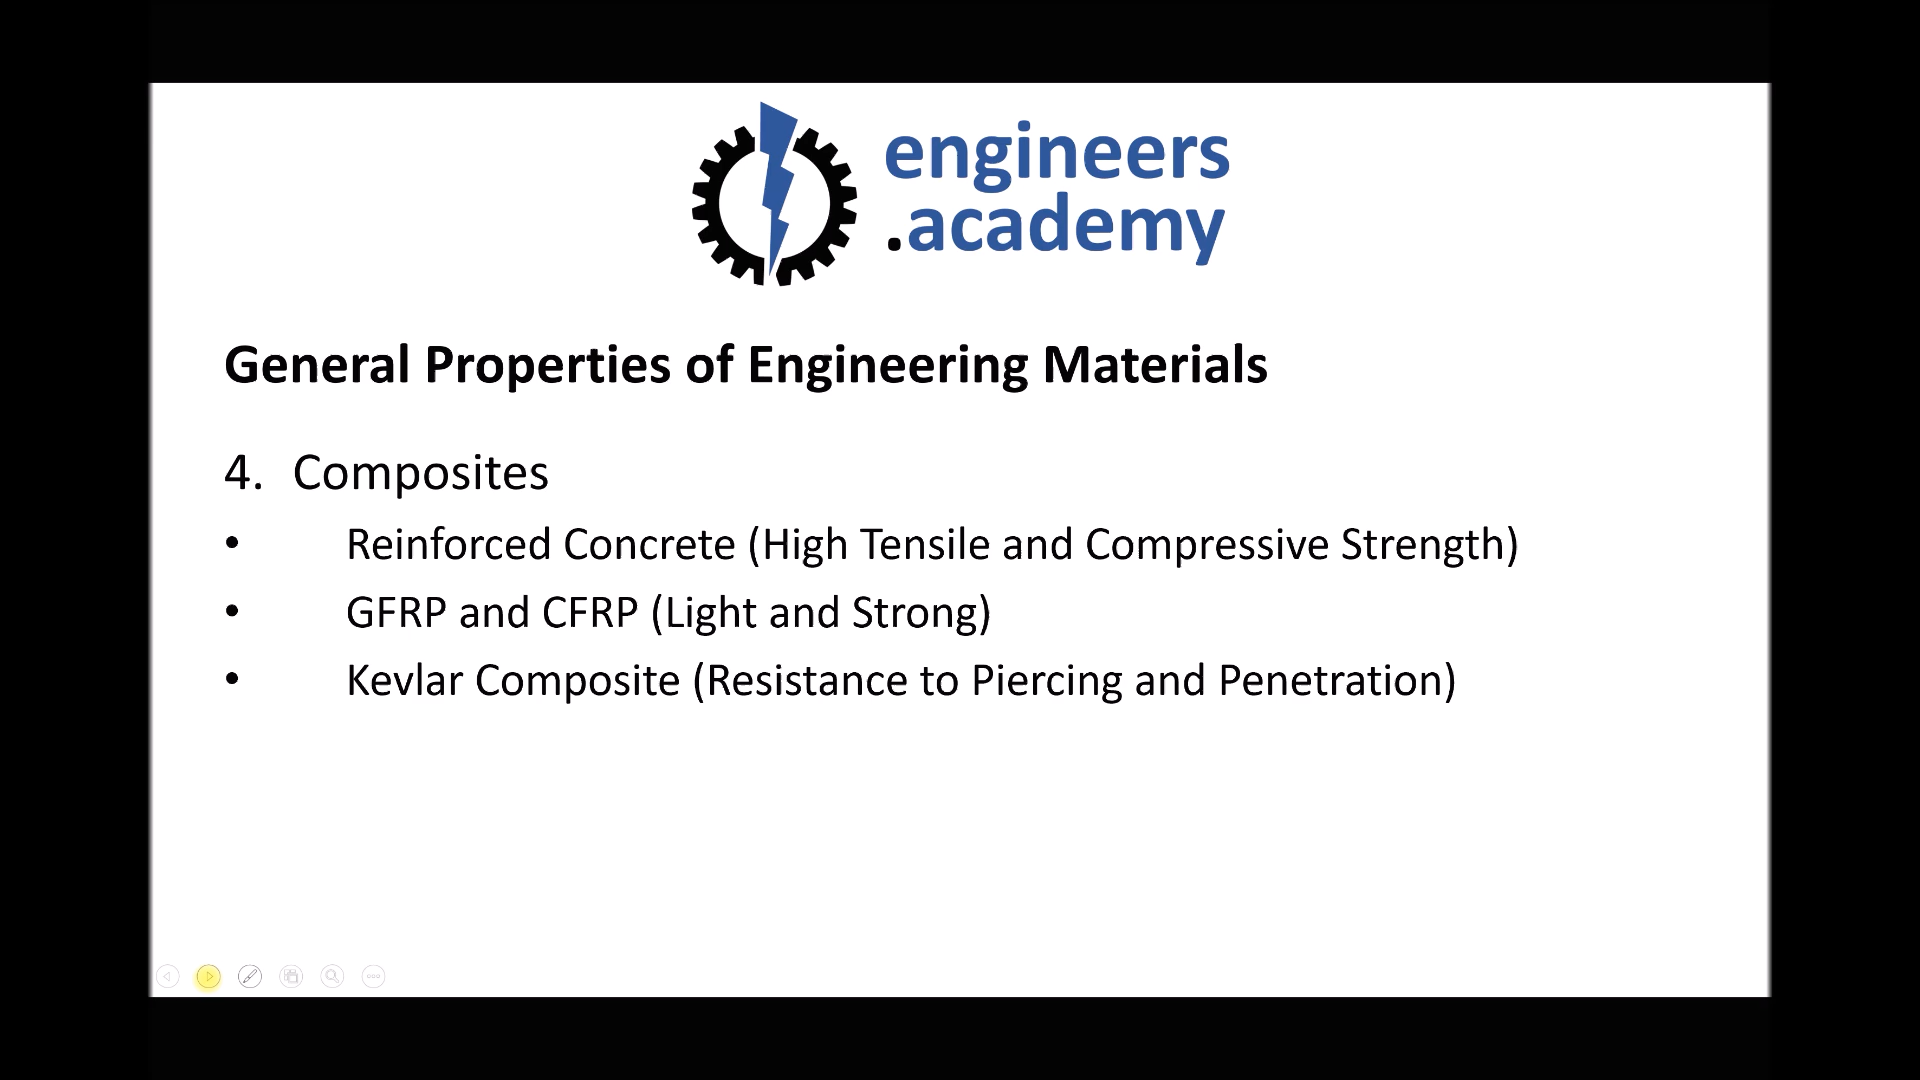 engineers
.academy
General Properties of Engineering Materials
4. Composites
• Reinforced Concrete (High Tensile and Compressive Strength)
• GFRP and CFRP (Light and Strong)
• Kevlar Composite (Resistance to Piercing and Penetration)